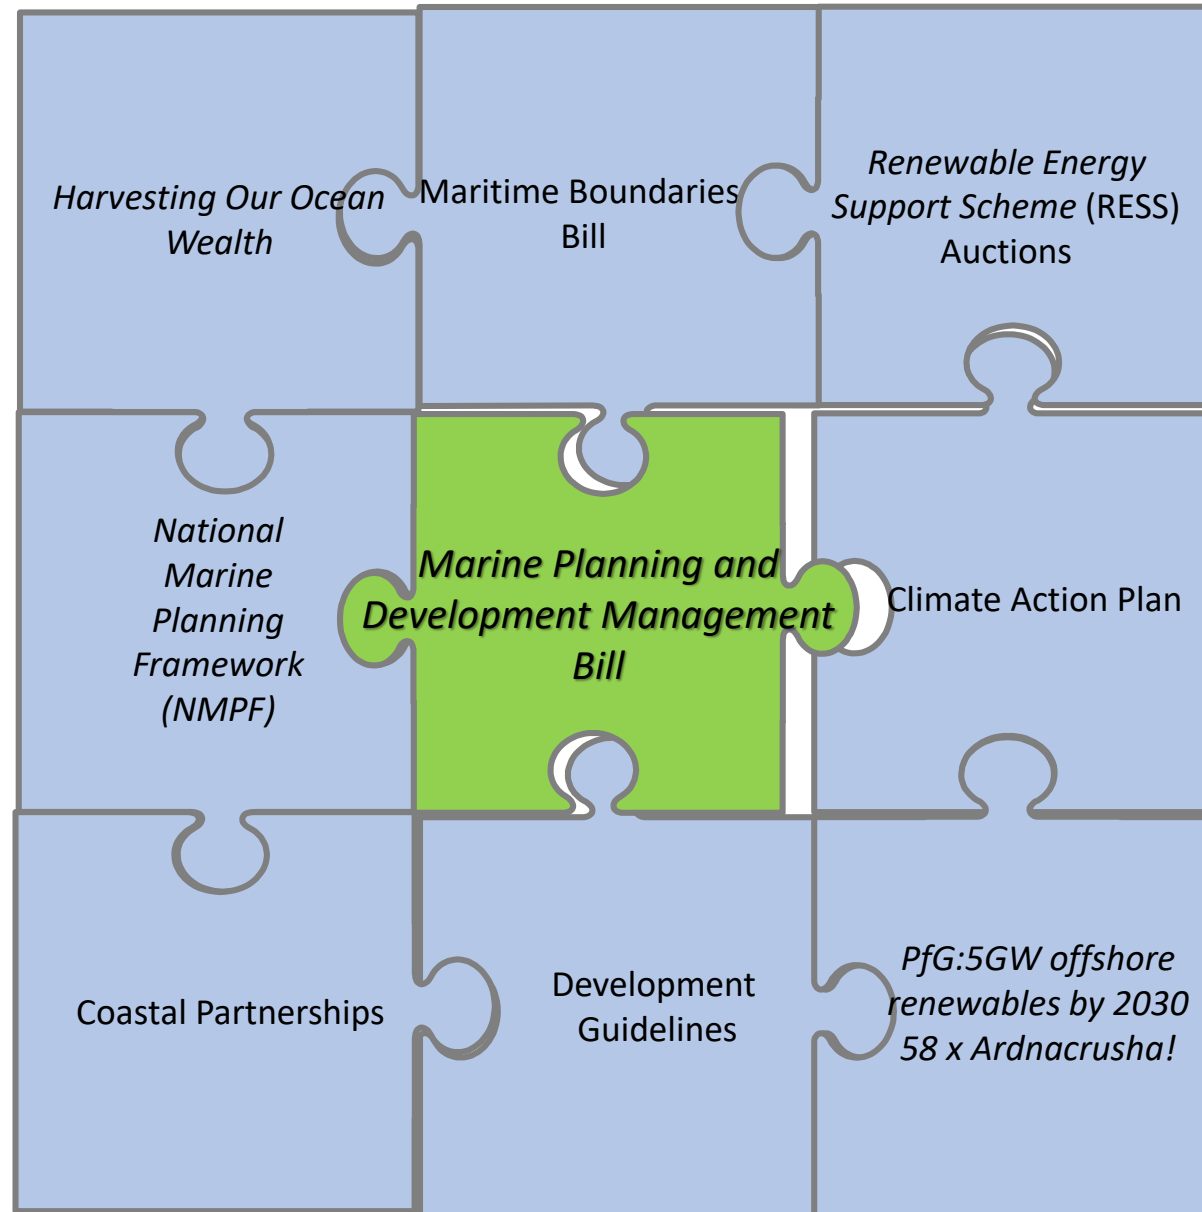 Harvesting Our Ocean
Wealth
Maritime Boundaries
Bill
Renewable Energy
Support Scheme (RESS)
Auctions
National
Marine
Planning
Framework
(NMPF)
Marine Planning and
Development Management
Bill
Climate Action Plan
Coastal Partnerships
Development
Guidelines
PfG:5GW offshore
renewables by 2030
58 x Ardnacrusha!